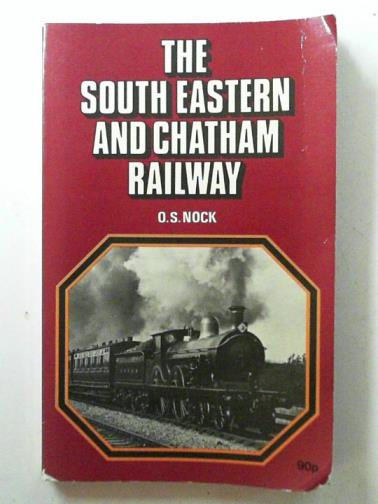 THE
SOUTH EASTERN
AND CHATHAM
RAILWAY
O.S. NOCK
90p